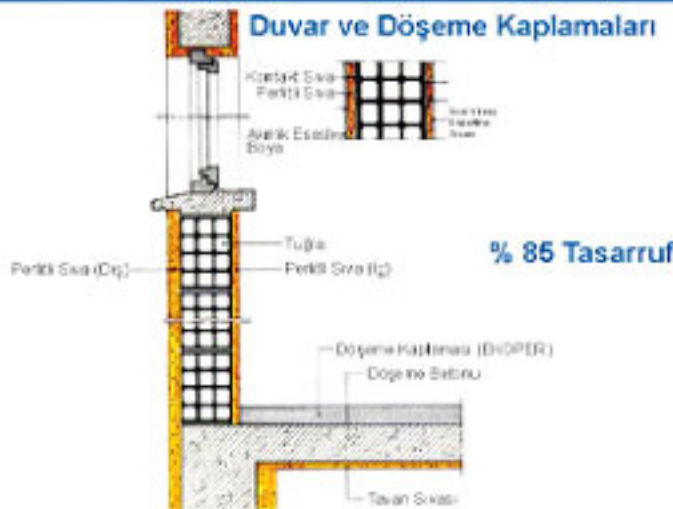 Duvar ve Döşeme Kaplamaları
Kontakt Sıva
Perlitli Sıva
Esaslı
Boya
Tuğla
% 85 Tasarruf
Perlitli Sıva (Dış)
Perlitli Sıva (İç)
Döşeme Kaplaması
Döşeme Betonu
Tavan Sıvası